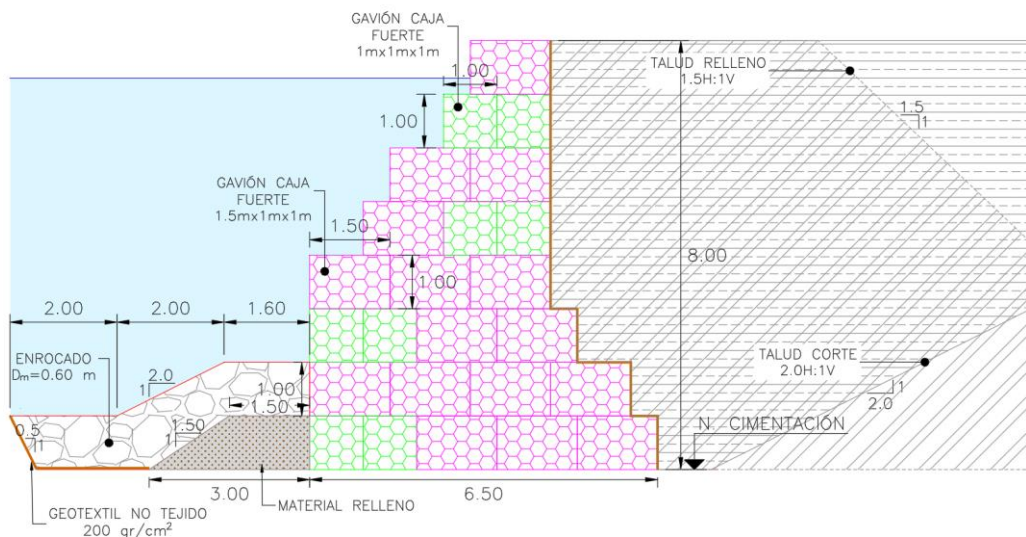 GAVIÓN CAJA
FUERTE
1mx1mx1m
1.00
1.00
TALUD RELLENO
1.5H:1V
1.5
1
GAVIÓN CAJA
FUERTE
1.5mx1mx1m
1.50
1.00
8.00
2.00
2.00
1.60
ENROCADO
Dm=0.60 m
2.0
1
1.00
1.50
TALUD CORTE
2.0H:1V
1
2.0
0.5
1
1.50
1
N. CIMENTACIÓN
3.00
6.50
MATERIAL RELLENO
GEOTEXTIL NO TEJIDO
200 gr/cm²